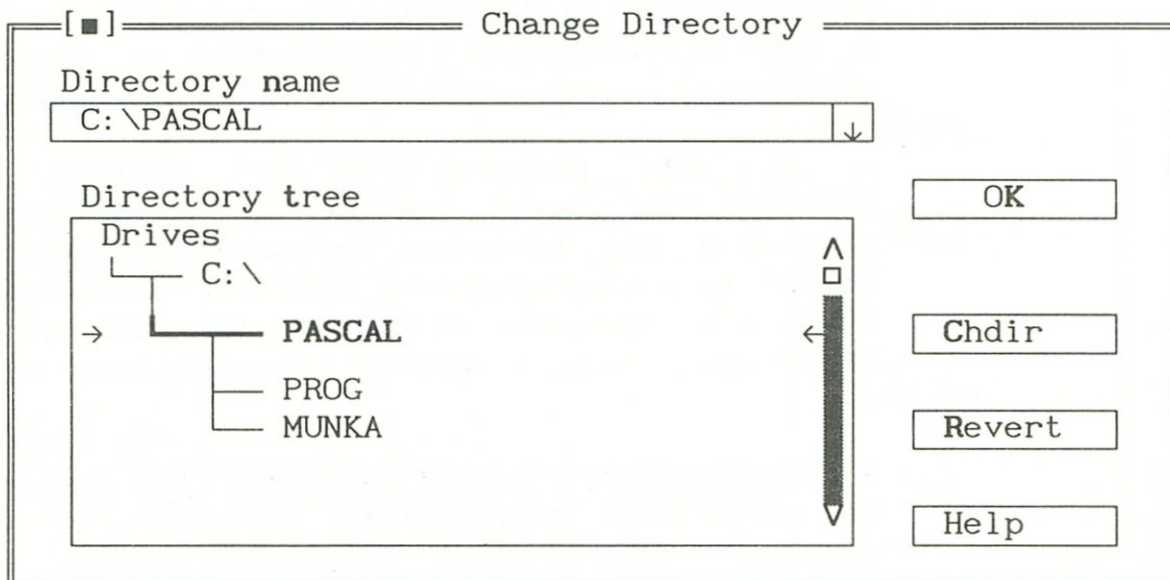 [■] Change Directory
Directory name
C:\PASCAL ↓
Directory tree
Drives
C:\
→ PASCAL ←
PROG
MUNKA
OK
Chdir
Revert
Help